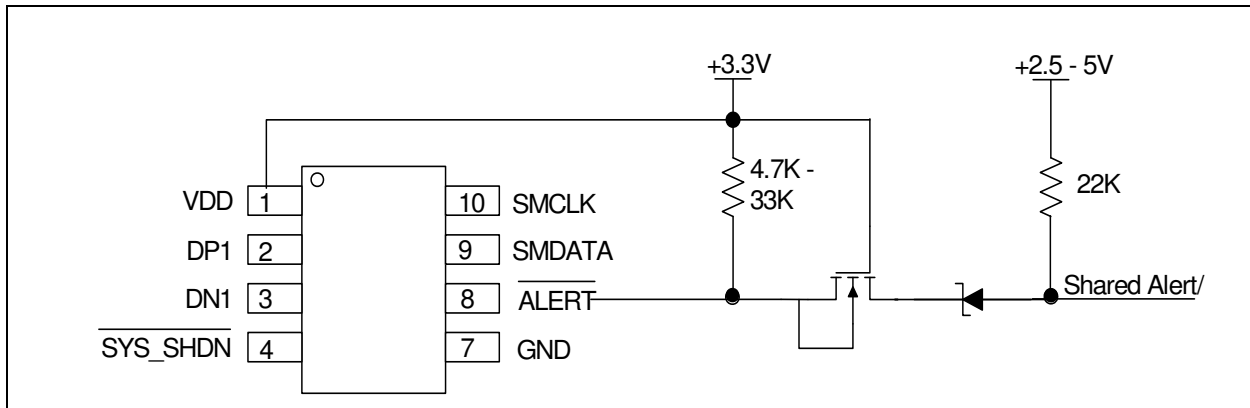 +3.3V
+2.5 - 5V
4.7K -
33K
22K
VDD 1
10 SMCLK
DP1 2
9 SMDATA
DN1 3
8 ALERT
Shared Alert/
SYS_SHDN 4
7 GND